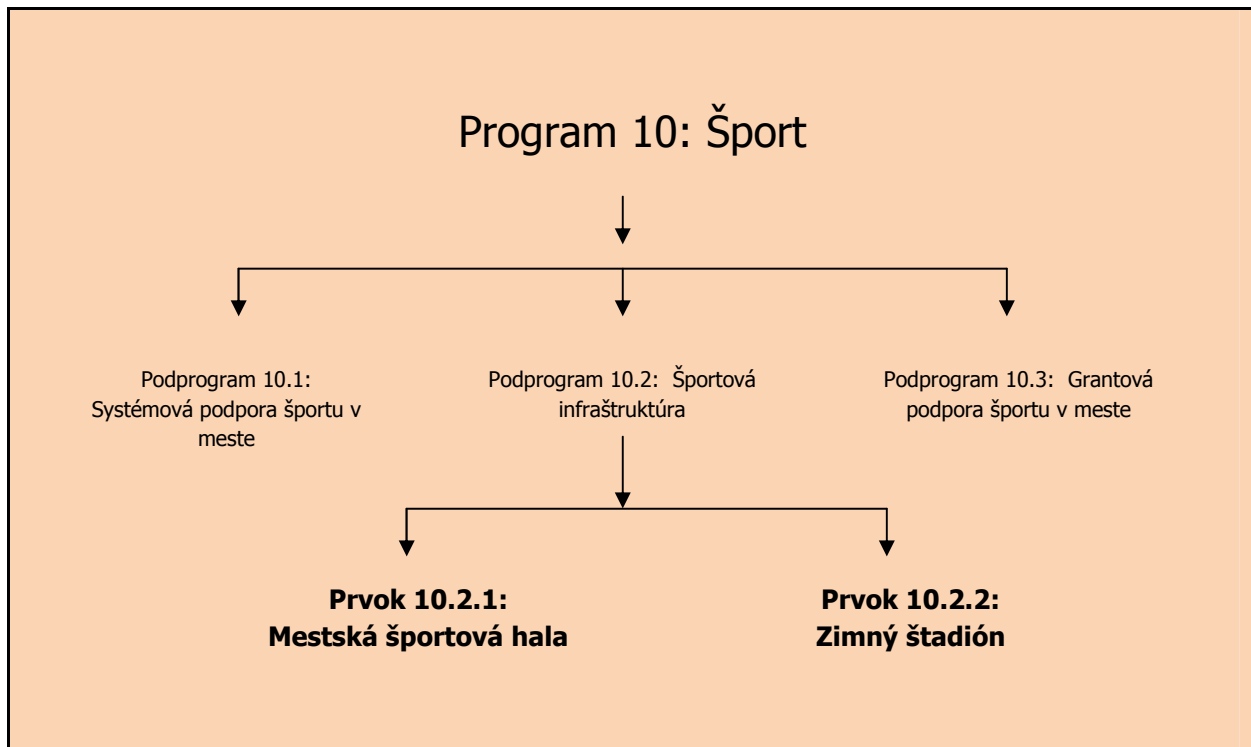 Program 10: Šport
Podprogram 10.1:
Systémová podpora športu v
meste
Podprogram 10.2:  Športová
infraštruktúra
Podprogram 10.3:  Grantová
podpora športu v meste
Prvok 10.2.1:
Mestská športová hala
Prvok 10.2.2:
Zimný štadión